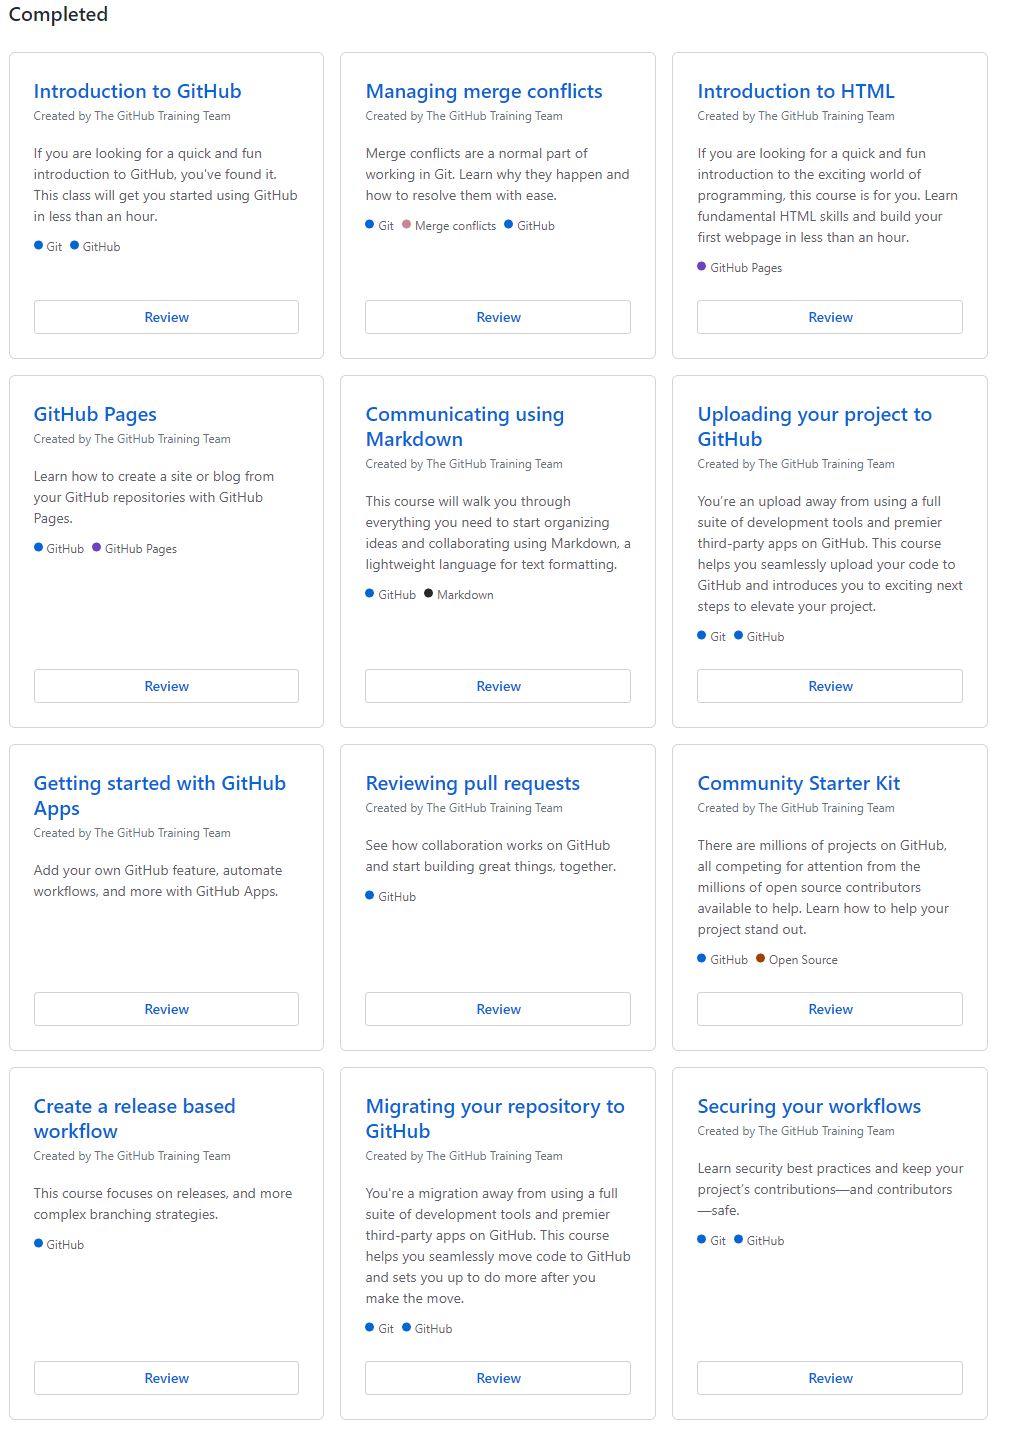 Completed
Introduction to GitHub
Created by The GitHub Training Team
If you are looking for a quick and fun
introduction to GitHub, you've found it.
This class will get you started using GitHub
in less than an hour.
Git GitHub
Review
Managing merge conflicts
Created by The GitHub Training Team
Merge conflicts are a normal part of
working in Git. Learn why they happen and
how to resolve them with ease.
Git Merge conflicts GitHub
Review
Introduction to HTML
Created by The GitHub Training Team
If you are looking for a quick and fun
introduction to the exciting world of
programming, this course is for you. Learn
fundamental HTML skills and build your
first webpage in less than an hour.
GitHub Pages
Review
GitHub Pages
Created by The GitHub Training Team
Learn how to create a site or blog from
your GitHub repositories with GitHub
Pages.
GitHub GitHub Pages
Review
Communicating using
Markdown
Created by The GitHub Training Team
This course will walk you through
everything you need to start organizing
ideas and collaborating using Markdown, a
lightweight language for text formatting.
GitHub Markdown
Review
Uploading your project to
GitHub
Created by The GitHub Training Team
You’re an upload away from using a full
suite of development tools and premier
third-party apps on GitHub. This course
helps you seamlessly upload your code to
GitHub and introduces you to exciting next
steps to elevate your project.
Git GitHub
Review
Getting started with GitHub
Apps
Created by The GitHub Training Team
Add your own GitHub feature, automate
workflows, and more with GitHub Apps.
Review
Reviewing pull requests
Created by The GitHub Training Team
See how collaboration works on GitHub
and start building great things, together.
GitHub
Review
Community Starter Kit
Created by The GitHub Training Team
There are millions of projects on GitHub,
all competing for attention from the
millions of open source contributors
available to help. Learn how to help your
project stand out.
GitHub Open Source
Review
Create a release based
workflow
Created by The GitHub Training Team
This course focuses on releases, and more
complex branching strategies.
GitHub
Review
Migrating your repository to
GitHub
Created by The GitHub Training Team
You're a migration away from using a full
suite of development tools and premier
third-party apps on GitHub. This course
helps you seamlessly move code to GitHub
and sets you up to do more after you
make the move.
Git GitHub
Review
Securing your workflows
Created by The GitHub Training Team
Learn security best practices and keep your
project’s contributions—and contributors
—safe.
Git GitHub
Review